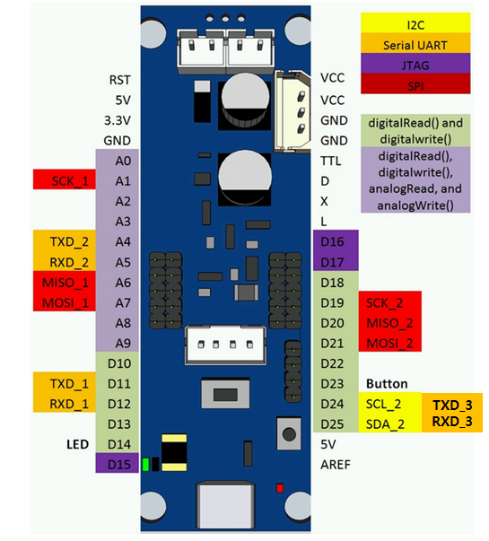 I2C
Serial UART
JTAG
SPI
digitalRead() and
digitalwrite()
digitalRead(),
digitalwrite(),
analogRead, and
analogWrite()
RST
5V
3.3V
GND
A0
SCK_1 A1
A2
A3
TXD_2 A4
RXD_2 A5
MISO_1 A6
MOSI_1 A7
A8
A9
D10
TXD_1 D11
RXD_1 D12
D13
LED D14
D15
VCC
VCC
GND
GND
TTL
D
X
L
D16
D17
D18
D19 SCK_2
D20 MISO_2
D21 MOSI_2
D22
D23 Button
D24 SCL_2 TXD_3
D25 SDA_2 RXD_3
5V
AREF